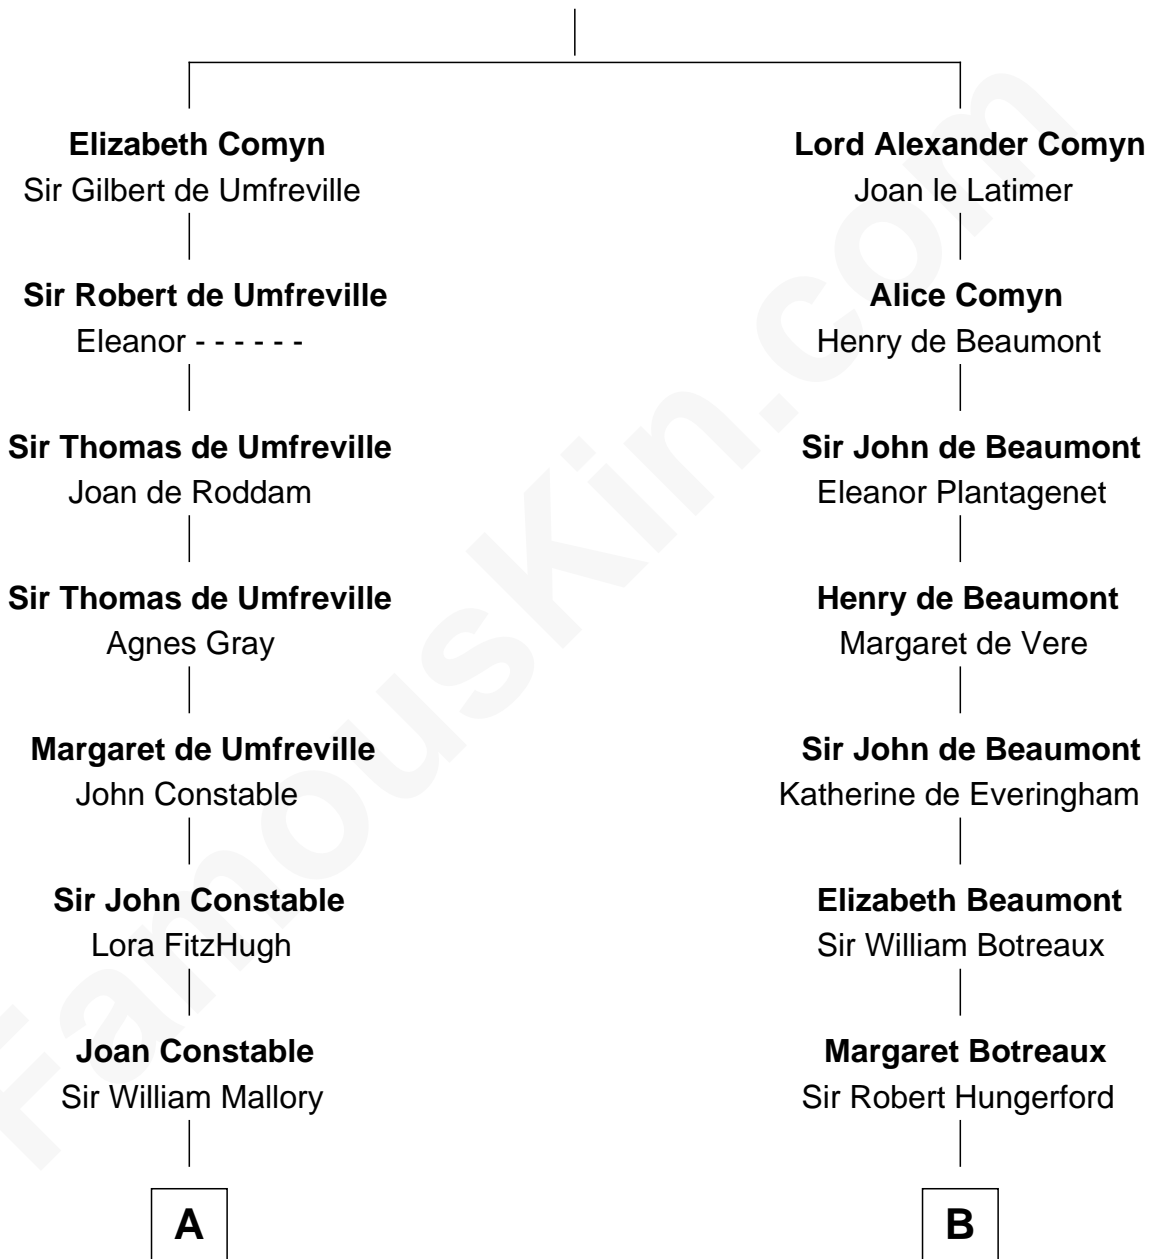 Elizabeth Comyn
Sir Gilbert de Umfreville
Sir Robert de Umfreville
Eleanor - - - - - -
Sir Thomas de Umfreville
Joan de Roddam
Sir Thomas de Umfreville
Agnes Gray
Margaret de Umfreville
John Constable
Sir John Constable
Lora FitzHugh
Joan Constable
Sir William Mallory
A
Lord Alexander Comyn
Joan le Latimer
Alice Comyn
Henry de Beaumont
Sir John de Beaumont
Eleanor Plantagenet
Henry de Beaumont
Margaret de Vere
Sir John de Beaumont
Katherine de Everingham
Elizabeth Beaumont
Sir William Botreaux
Margaret Botreaux
Sir Robert Hungerford
B
FamousKin.com